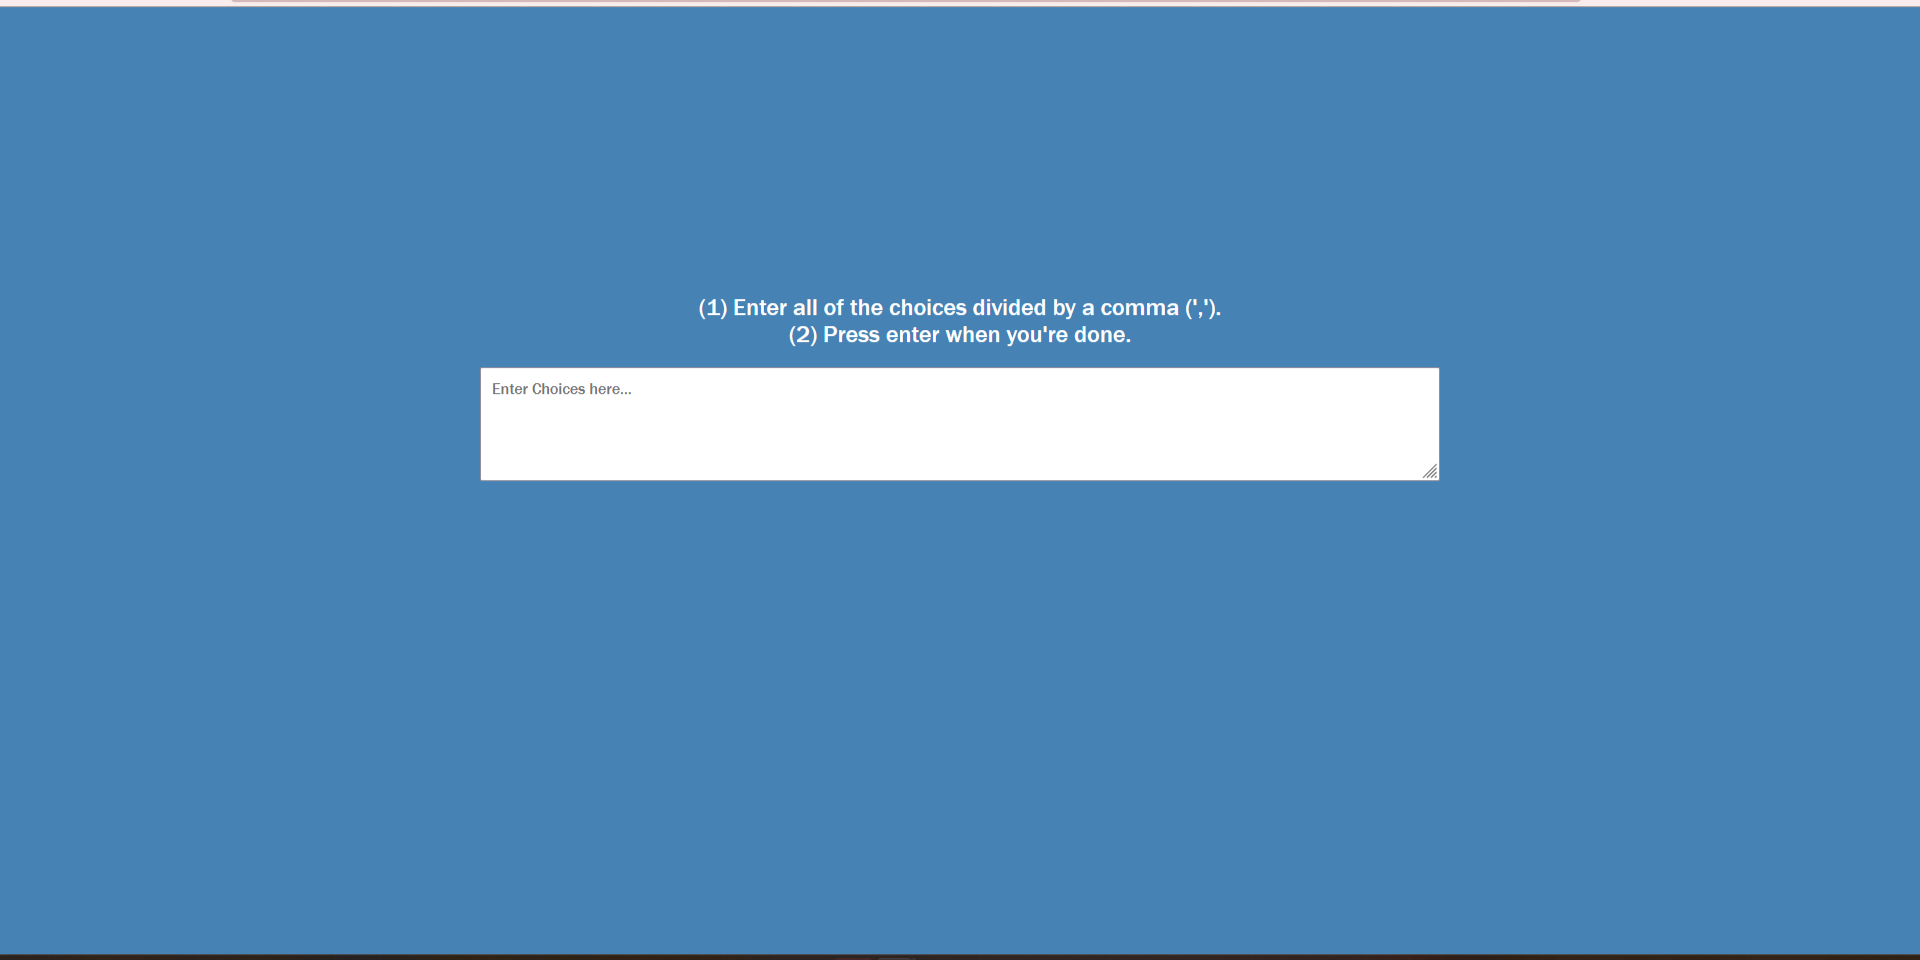 (1) Enter all of the choices divided by a comma (',').
(2) Press enter when you're done.
Enter Choices here...